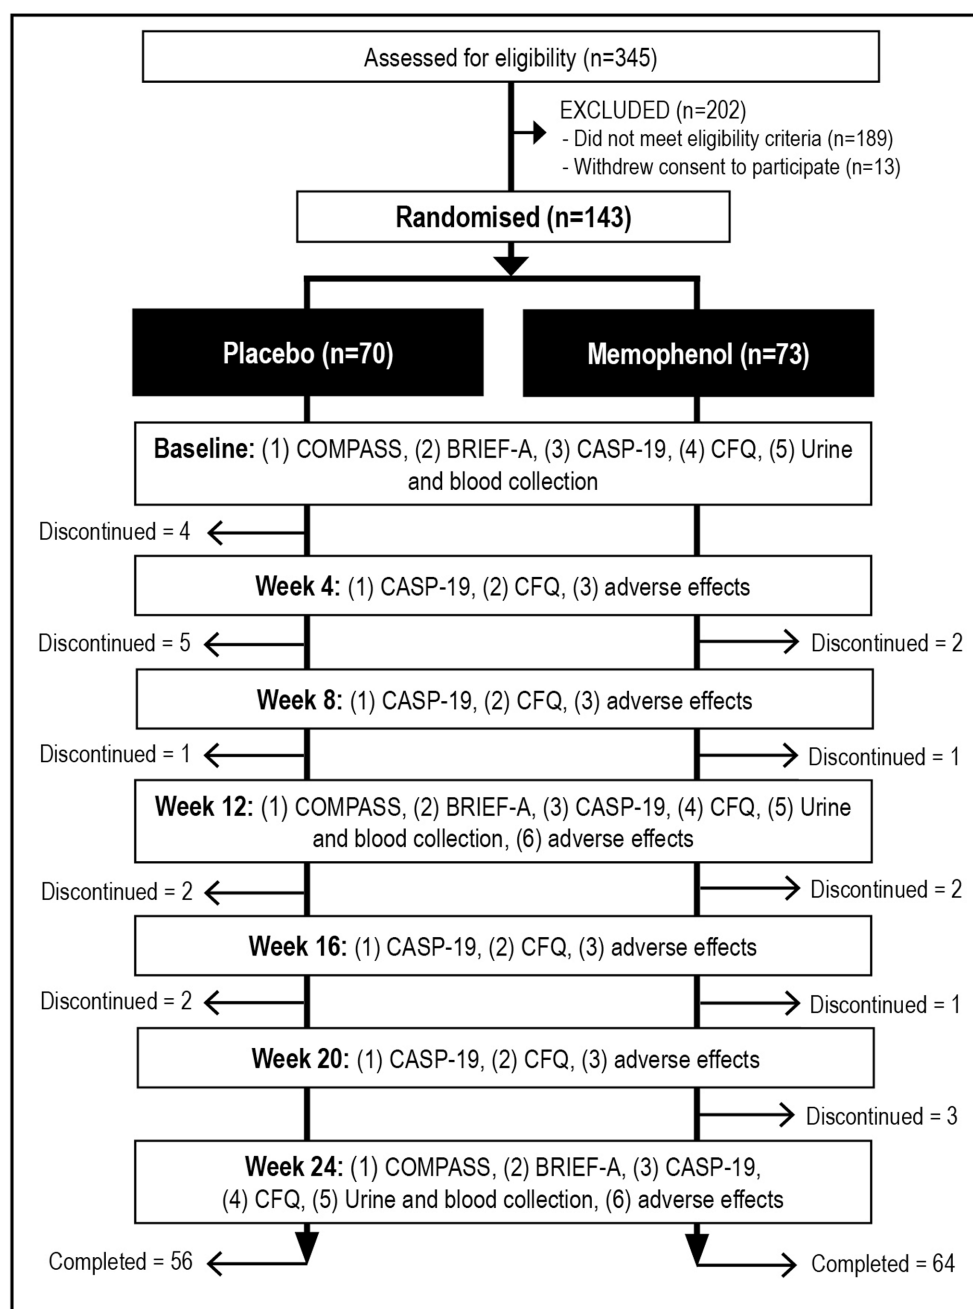 Assessed for eligibility (n=345)
EXCLUDED (n=202)
- Did not meet eligibility criteria (n=189)
- Withdrew consent to participate (n=13)
Randomised (n=143)
Placebo (n=70)
Memophenol (n=73)
Baseline: (1) COMPASS, (2) BRIEF-A, (3) CASP-19, (4) CFQ, (5) Urine
and blood collection
Discontinued = 4
Week 4: (1) CASP-19, (2) CFQ, (3) adverse effects
Discontinued = 5
Discontinued = 2
Week 8: (1) CASP-19, (2) CFQ, (3) adverse effects
Discontinued = 1
Discontinued = 1
Week 12: (1) COMPASS, (2) BRIEF-A, (3) CASP-19, (4) CFQ, (5) Urine
and blood collection, (6) adverse effects
Discontinued = 2
Discontinued = 2
Week 16: (1) CASP-19, (2) CFQ, (3) adverse effects
Discontinued = 2
Discontinued = 1
Week 20: (1) CASP-19, (2) CFQ, (3) adverse effects
Discontinued = 3
Week 24: (1) COMPASS, (2) BRIEF-A, (3) CASP-19,
(4) CFQ, (5) Urine and blood collection, (6) adverse effects
Completed = 56
Completed = 64